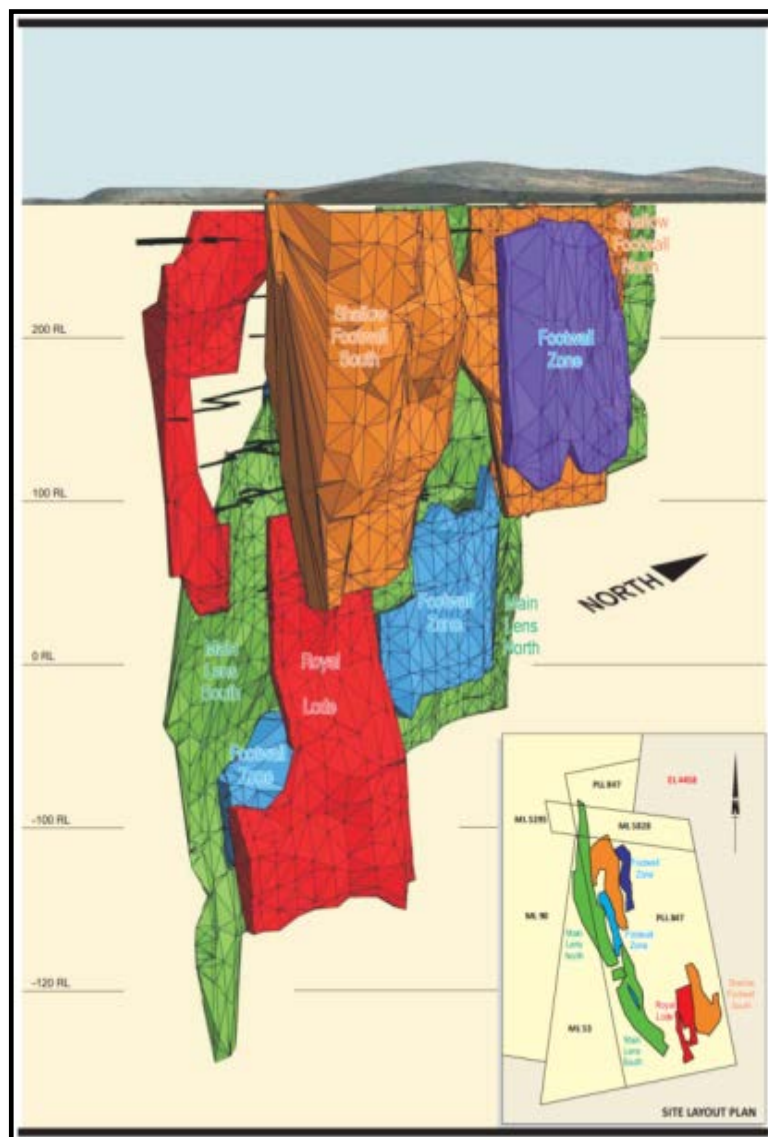 Shallow
Footwall
North
Shallow
Footwall
South
Footwall
Zone
200 RL
100 RL
NORTH
Footwall
Zone
Main
Lens
North
0 RL
Main
Lens
South
Royal
Lode
Footwall
Zone
-100 RL
-120 RL
PLL 847
EL 4458
N
ML 5295
ML 5828
Footwall
Zone
ML 90
PLL 847
Main
Lens
North
Footwall
Zone
Shallow
Footwall
South
Royal
Lode
ML 53
Main
Lens
South
SITE LAYOUT PLAN